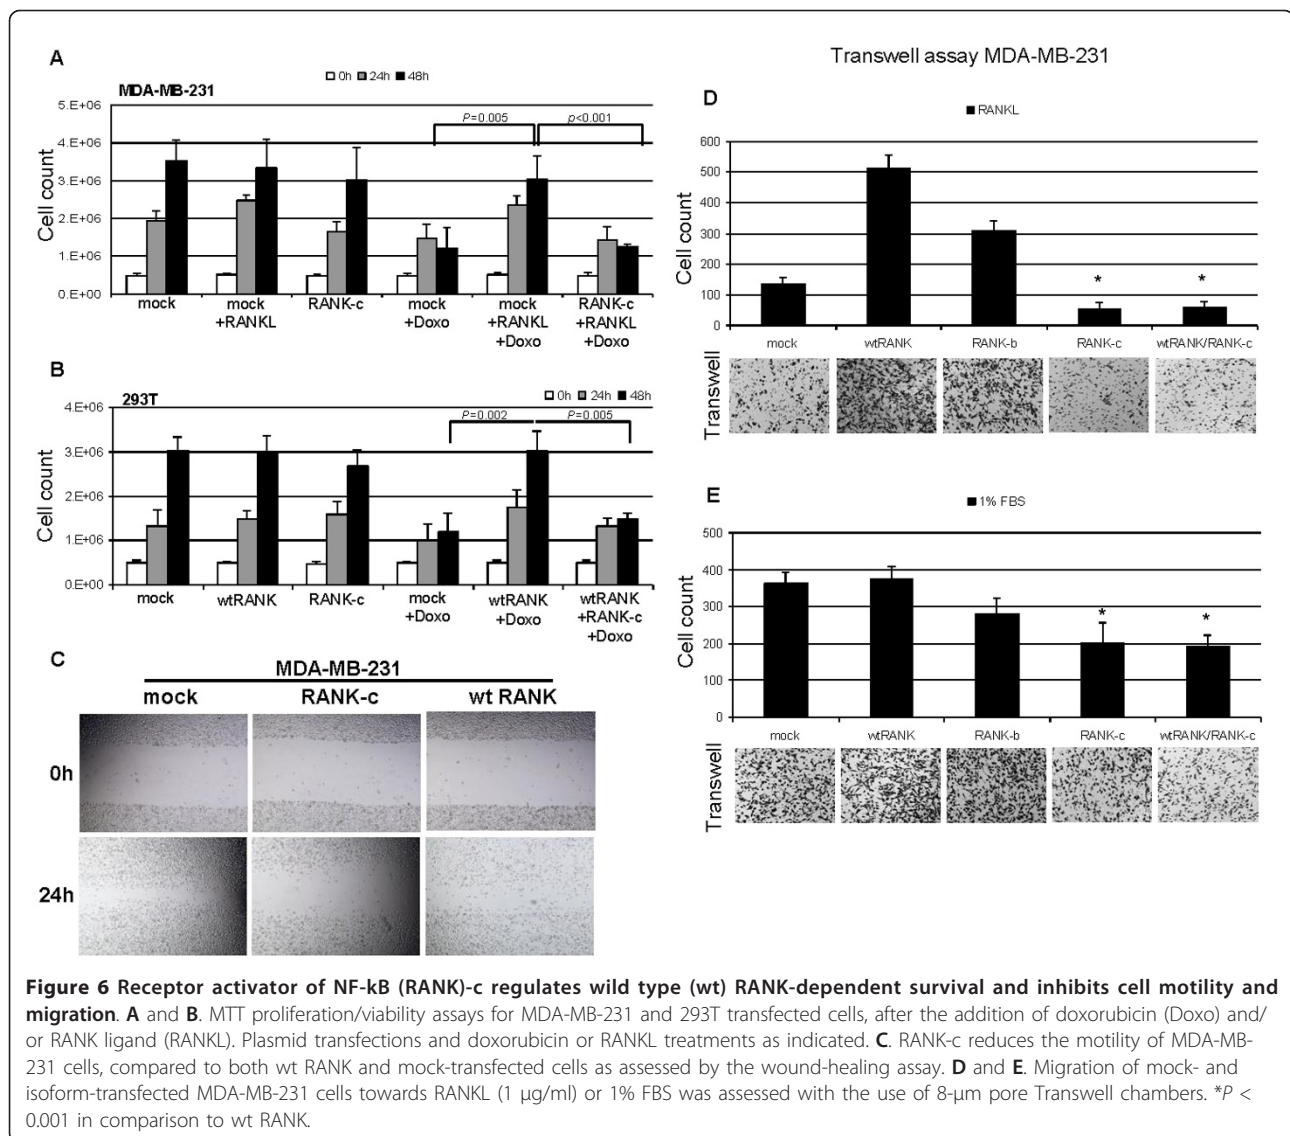 A
0h 24h 48h
MDA-MB-231
5.E+06
4.E+06
3.E+06
2.E+06
1.E+06
0.E+00
Cell count
P=0.005
p<0.001
mock
mock +RANKL
RANK-c
mock +Doxo
mock +RANKL +Doxo
RANK-c +RANKL +Doxo
B
293T
0h 24h 48h
4.E+06
3.E+06
2.E+06
1.E+06
0.E+00
Cell count
P=0.002
P=0.005
mock
wtRANK
RANK-c
mock +Doxo
wtRANK +Doxo
wtRANK +RANK-c +Doxo
C
MDA-MB-231
mock RANK-c wt RANK
0h
24h
Transwell assay MDA-MB-231
D
RANKL
600
500
400
300
200
100
0
Cell count
* *
mock wtRANK RANK-b RANK-c wtRANK/RANK-c
Transwell
E
1% FBS
500
400
300
200
100
0
Cell count
* *
mock wtRANK RANK-b RANK-c wtRANK/RANK-c
Transwell
Figure 6 Receptor activator of NF-kB (RANK)-c regulates wild type (wt) RANK-dependent survival and inhibits cell motility and
migration. A and B. MTT proliferation/viability assays for MDA-MB-231 and 293T transfected cells, after the addition of doxorubicin (Doxo) and/
or RANK ligand (RANKL). Plasmid transfections and doxorubicin or RANKL treatments as indicated. C. RANK-c reduces the motility of MDA-MB-
231 cells, compared to both wt RANK and mock-transfected cells as assessed by the wound-healing assay. D and E. Migration of mock- and
isoform-transfected MDA-MB-231 cells towards RANKL (1 μg/ml) or 1% FBS was assessed with the use of 8-μm pore Transwell chambers. *P <
0.001 in comparison to wt RANK.